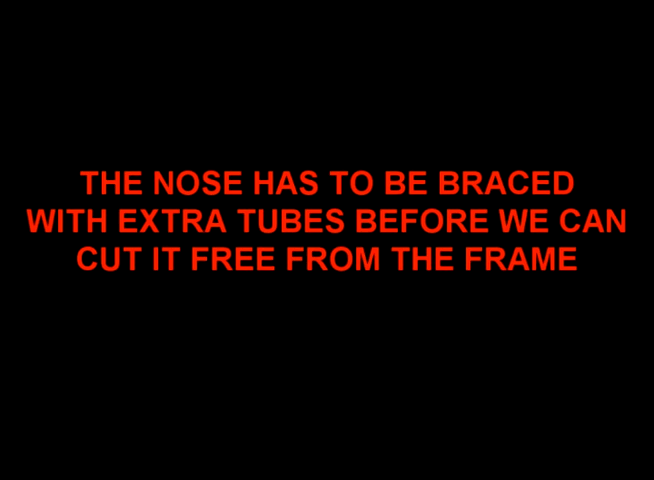 THE NOSE HAS TO BE BRACED
WITH EXTRA TUBES BEFORE WE CAN
CUT IT FREE FROM THE FRAME